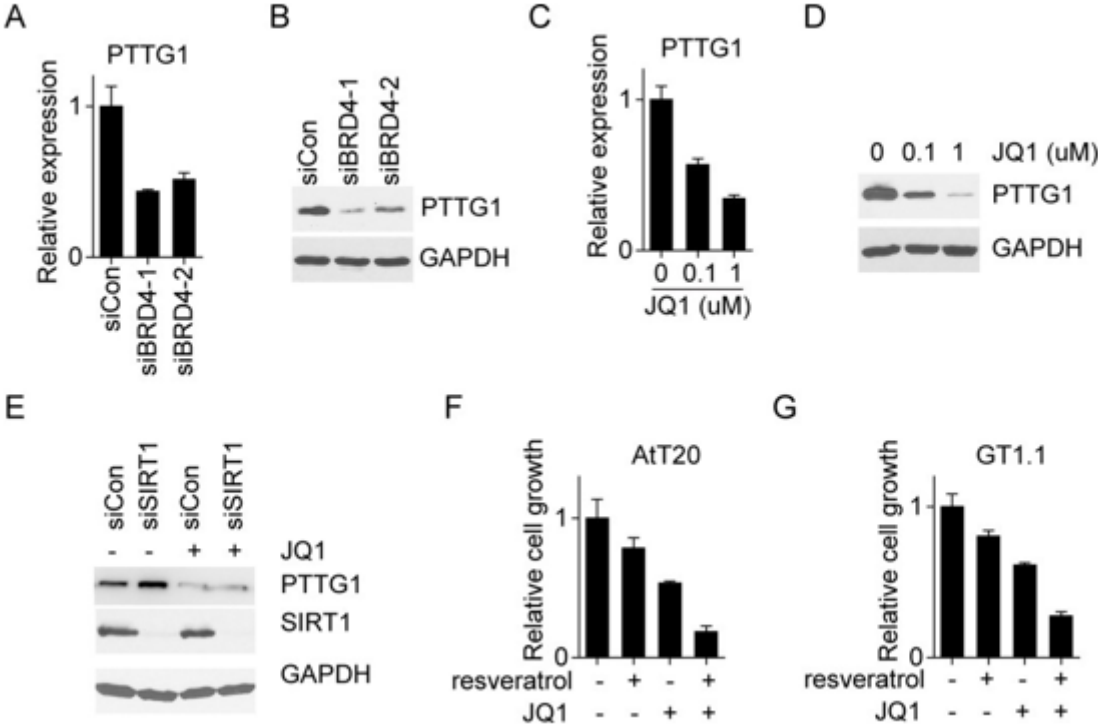 A
PTTG1
Relative expression
1
0
siCon
siBRD4-1
siBRD4-2
B
siCon
siBRD4-1
siBRD4-2
PTTG1
GAPDH
C
PTTG1
Relative expression
1
0
0 0.1 1
JQ1 (uM)
D
0 0.1 1 JQ1 (uM)
PTTG1
GAPDH
E
siCon
siSIRT1
siCon
siSIRT1
- - + + JQ1
PTTG1
SIRT1
GAPDH
F
AtT20
Relative cell growth
1
0
resveratrol - + - +
JQ1 - - + +
G
GT1.1
Relative cell growth
1
0
resveratrol - + - +
JQ1 - - + +